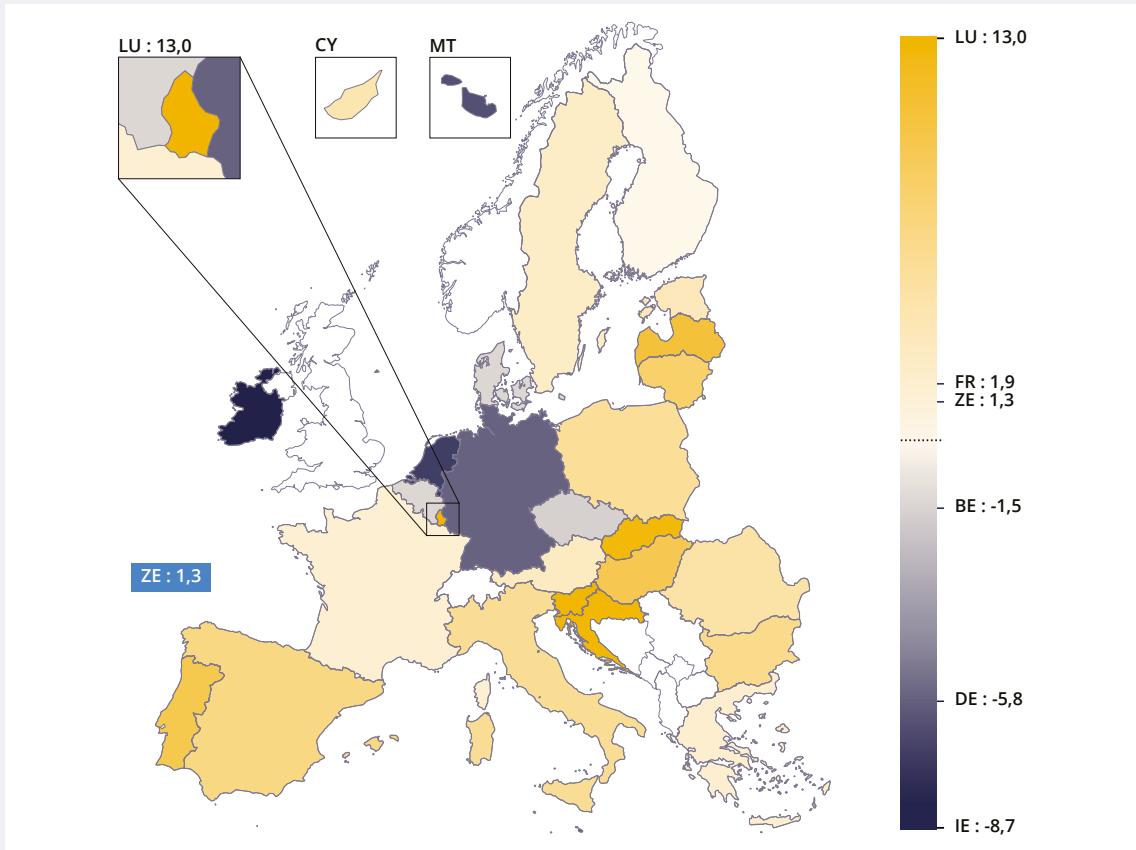 LU : 13,0
CY
MT
LU : 13,0
FR : 1,9
ZE : 1,3
BE : -1,5
ZE : 1,3
DE : -5,8
IE : -8,7